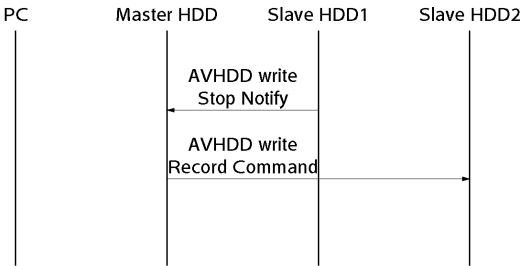 PC Master HDD Slave HDD1 Slave HDD2
AVHDD write
Stop Notify
AVHDD write
Record Command